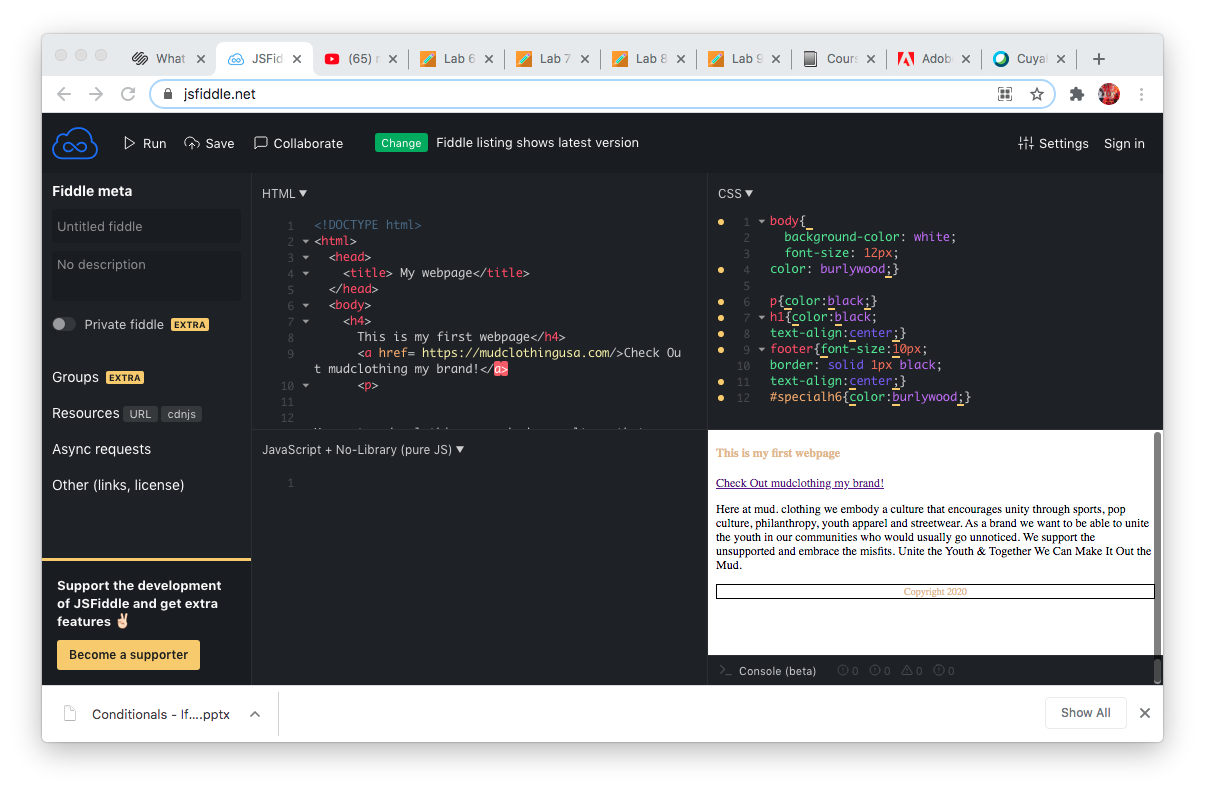 What
JSFid
(65) r
Lab 6
Lab 7
Lab 8
Lab 9
Cours
Adob
Cuya
jsfiddle.net
Run
Save
Collaborate
Change
Fiddle listing shows latest version
Settings
Sign in
Fiddle meta
Untitled fiddle
No description
Private fiddle EXTRA
Groups EXTRA
Resources URL cdnjs
Async requests
Other (links, license)
Support the development
of JSFiddle and get extra
features ✌🏻
Become a supporter
HTML ▼
1 <!DOCTYPE html>
2 <html>
3 <head>
4 <title> My webpage</title>
5 </head>
6 <body>
7 <h4>
8 This is my first webpage</h4>
9 <a href= https://mudclothingusa.com/>Check Ou
t mudclothing my brand!</a>
10 <p>
11
12
CSS ▼
1 body{
2 background-color: white;
3 font-size: 12px;
4 color: burlywood;}
5
6 p{color:black;}
7 h1{color:black;
8 text-align:center;}
9 footer{font-size:10px;
10 border: solid 1px black;
11 text-align:center;}
12 #specialh6{color:burlywood;}
JavaScript + No-Library (pure JS) ▼
1
This is my first webpage
Check Out mudclothing my brand!
Here at mud. clothing we embody a culture that encourages unity through sports, pop
culture, philanthropy, youth apparel and streetwear. As a brand we want to be able to unite
the youth in our communities who would usually go unnoticed. We support the
unsupported and embrace the misfits. Unite the Youth & Together We Can Make It Out the
Mud.
Copyright 2020
>_ Console (beta) 0 0 0 0
Conditionals - If....pptx
Show All